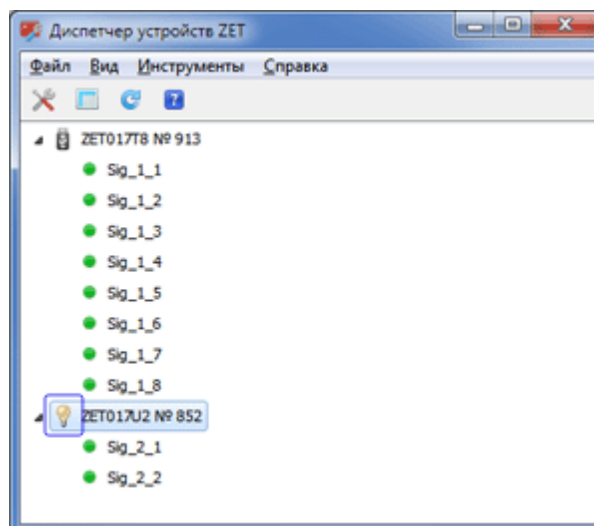 Диспетчер устройств ZET
Файл Вид Инструменты Справка
ZET017T8 № 913
Sig_1_1
Sig_1_2
Sig_1_3
Sig_1_4
Sig_1_5
Sig_1_6
Sig_1_7
Sig_1_8
ZET017U2 № 852
Sig_2_1
Sig_2_2